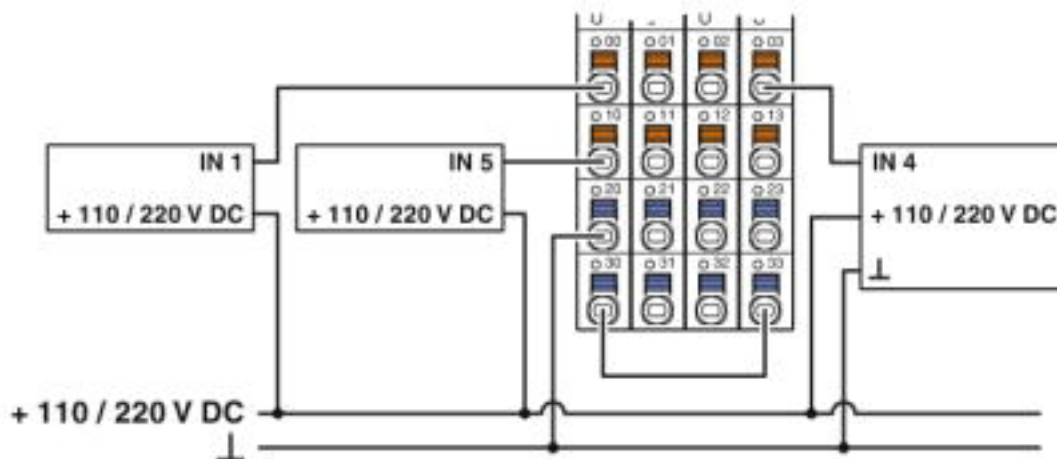 00 01 02 03
10 11 12 13
IN 1
IN 5
IN 4
+ 110 / 220 V DC
+ 110 / 220 V DC
+ 110 / 220 V DC
20 21 22 23
30 31 32 33
+ 110 / 220 V DC